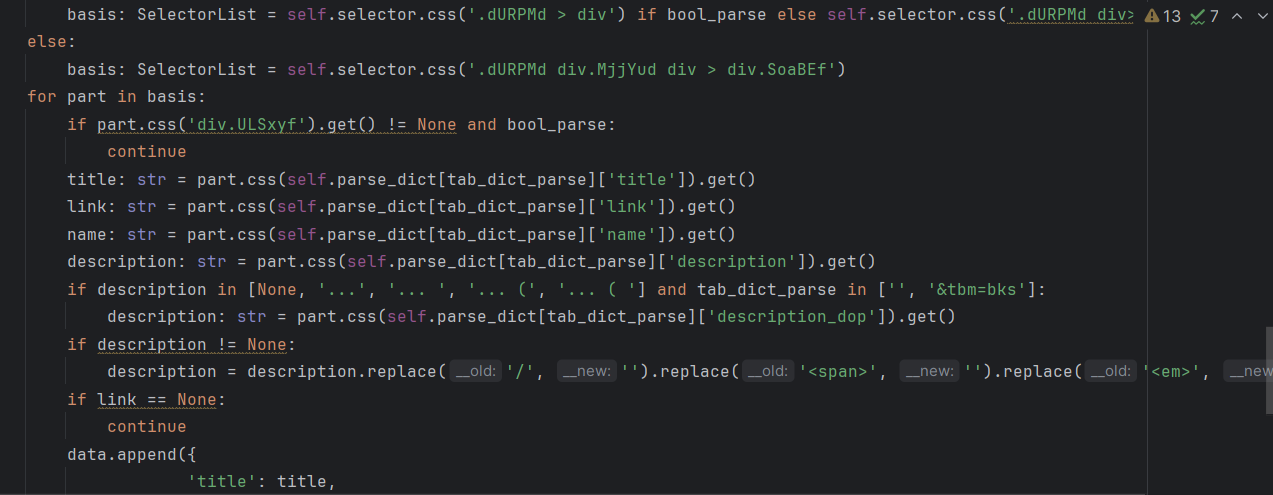 basis: SelectorList = self.selector.css('.dURPMd > div') if bool_parse else self.selector.css('.dURPMd div> 13 7
else:
basis: SelectorList = self.selector.css('.dURPMd div.MjjYud div > div.SoaBEf')
for part in basis:
if part.css('div.ULSxyf').get() != None and bool_parse:
continue
title: str = part.css(self.parse_dict[tab_dict_parse]['title']).get()
link: str = part.css(self.parse_dict[tab_dict_parse]['link']).get()
name: str = part.css(self.parse_dict[tab_dict_parse]['name']).get()
description: str = part.css(self.parse_dict[tab_dict_parse]['description']).get()
if description in [None, '...', '... ', '... (', '... ( '] and tab_dict_parse in ['', '&tbm=bks']:
description: str = part.css(self.parse_dict[tab_dict_parse]['description_dop']).get()
if description != None:
description = description.replace( __old: '/', __new: '').replace( __old: '<span>', __new: '').replace( __old: '<em>', __new
if link == None:
continue
data.append({
'title': title,